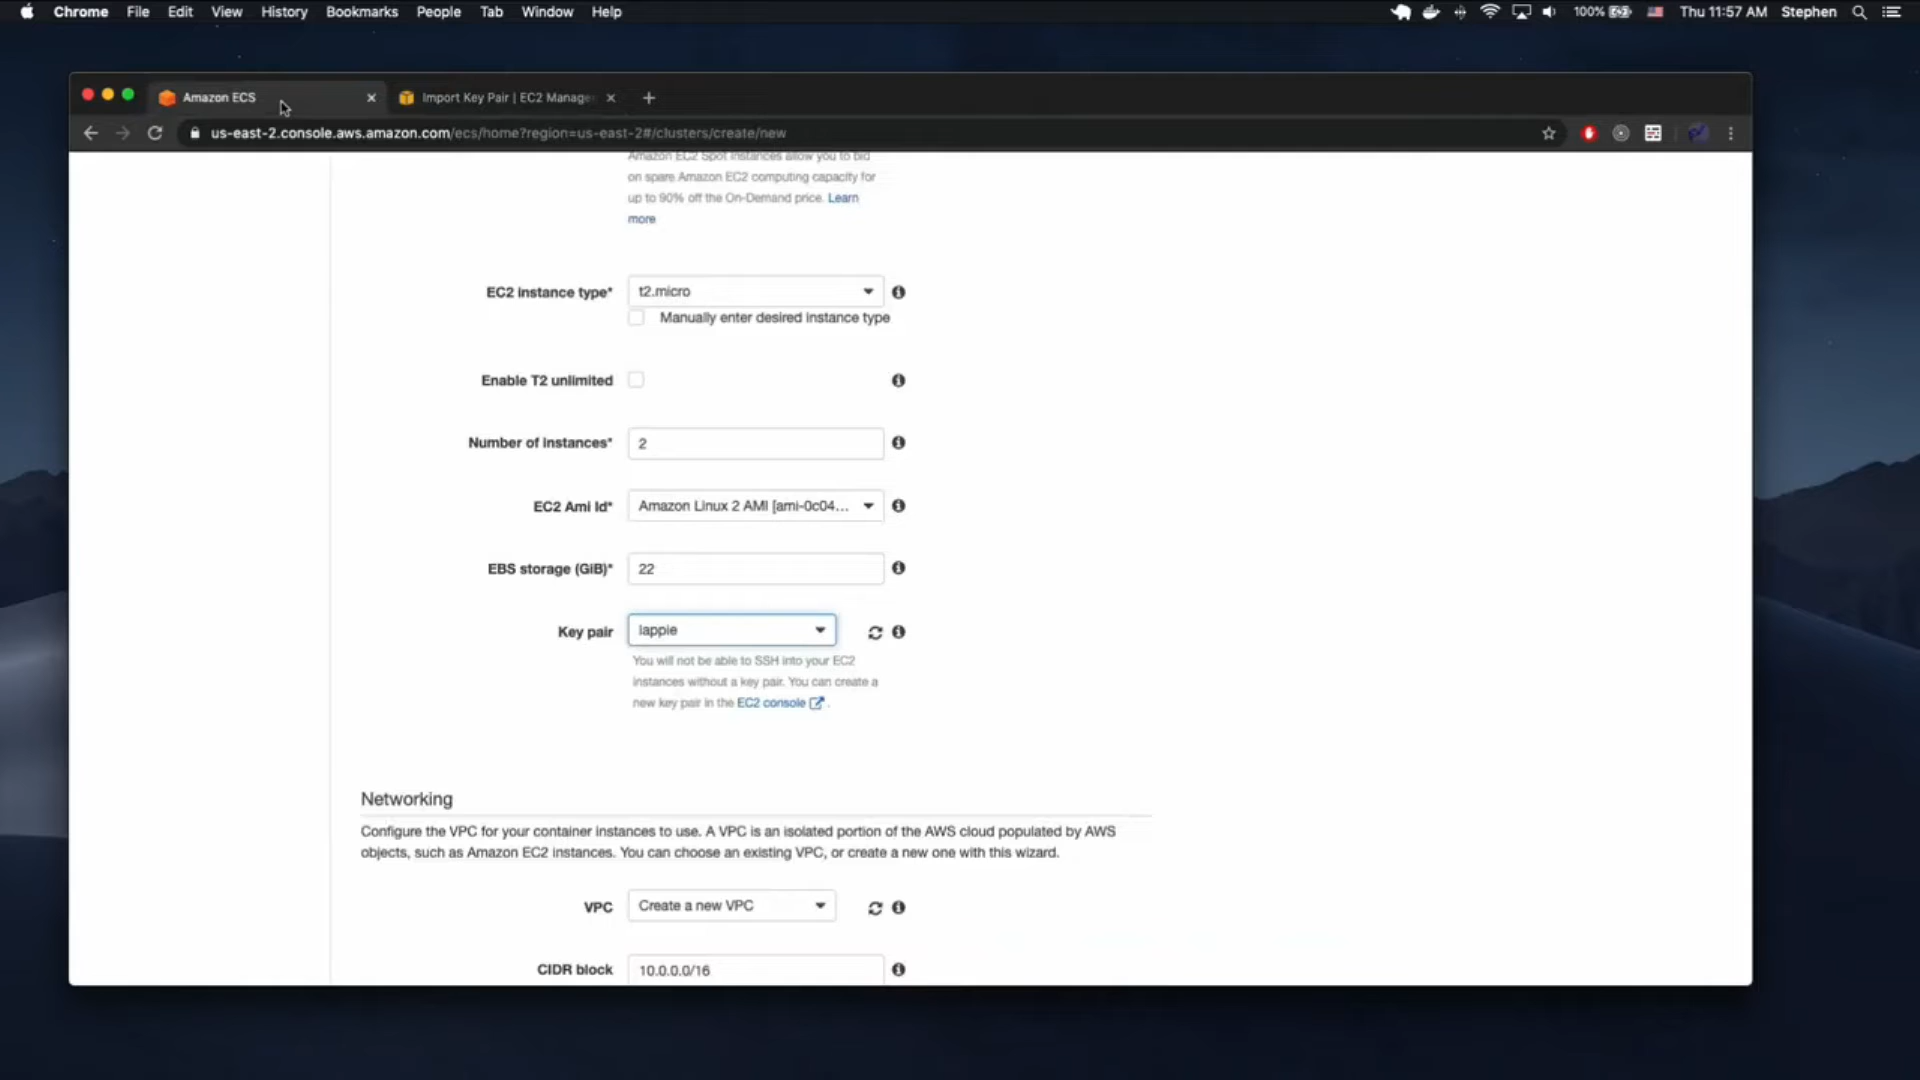 Chrome File Edit View History Bookmarks People Tab Window Help
100% Thu 11:57 AM Stephen
Amazon ECS
Import Key Pair | EC2 Manage
us-east-2.console.aws.amazon.com/ecs/home?region=us-east-2#/clusters/create/new
Amazon EC2 Spot Instances allow you to bid
on spare Amazon EC2 computing capacity for
up to 90% off the On-Demand price. Learn
more
EC2 instance type* t2.micro
Manually enter desired instance type
Enable T2 unlimited
Number of instances* 2
EC2 Ami Id* Amazon Linux 2 AMI [ami-0c04...
EBS storage (GiB)* 22
Key pair lappie
You will not be able to SSH into your EC2
instances without a key pair. You can create a
new key pair in the EC2 console .
Networking
Configure the VPC for your container instances to use. A VPC is an isolated portion of the AWS cloud populated by AWS
objects, such as Amazon EC2 instances. You can choose an existing VPC, or create a new one with this wizard.
VPC Create a new VPC
CIDR block 10.0.0.0/16